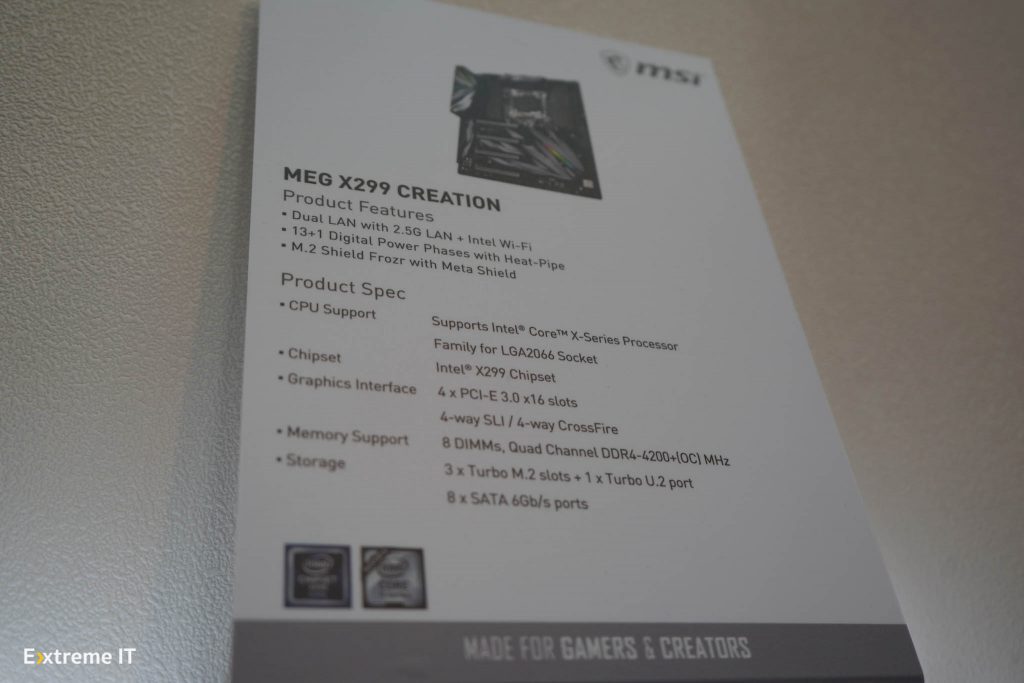 msi
MEG X299 CREATION
Product Features
• Dual LAN with 2.5G LAN + Intel Wi-Fi
• 13+1 Digital Power Phases with Heat-Pipe
• M.2 Shield Frozr with Meta Shield
Product Spec
• CPU Support Supports Intel® Core™ X-Series Processor
Family for LGA2066 Socket
• Chipset Intel® X299 Chipset
• Graphics Interface 4 x PCI-E 3.0 x16 slots
4-way SLI / 4-way CrossFire
• Memory Support 8 DIMMs, Quad Channel DDR4-4200+(OC) MHz
• Storage 3 x Turbo M.2 slots + 1 x Turbo U.2 port
8 x SATA 6Gb/s ports
MADE FOR GAMERS & CREATORS
Extreme IT